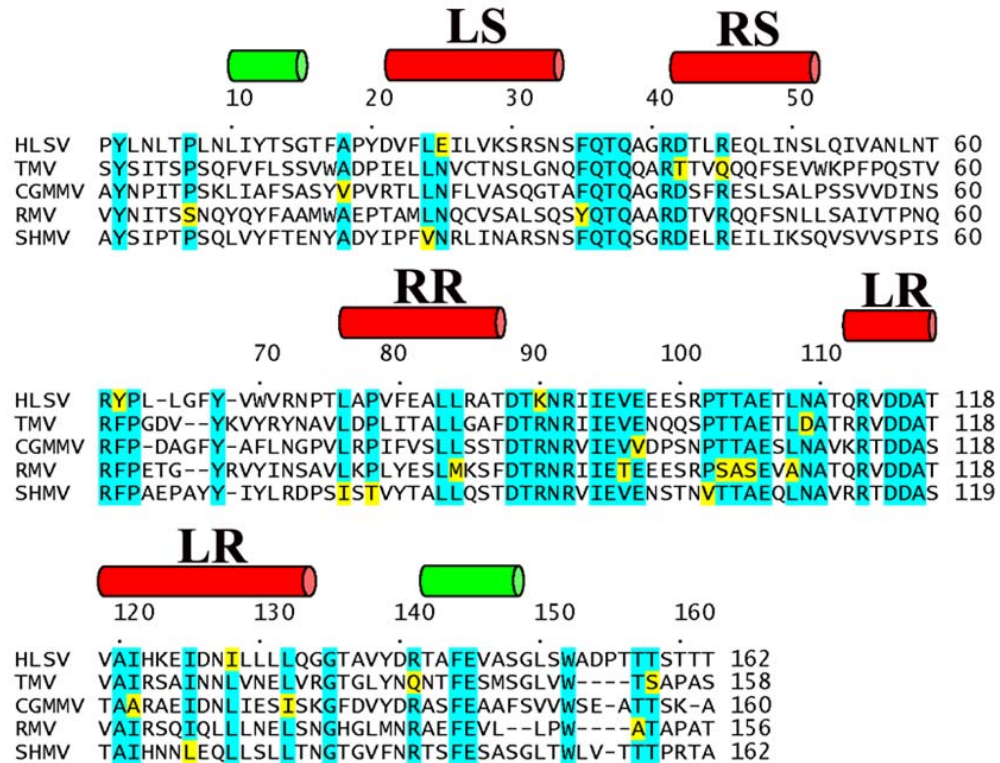 LS RS
10 20 30 40 50
HLSV PYLNLTPLNLIYTSGTFAPYDVFLEILVKSRSNSFQTQAGRDTLREQLINSLQIVANLNT 60
TMV SYSITSPSQFVFLSSVWADPIELLNVCTNSLGNQFQTQQARTTVQQQFSEVWKPFPQSTV 60
CGMMV AYNPITPSKLIAFSASYVPVRTLLNFLVASQGTAFQTQAGRDSFRESLSALPSSVVDINS 60
RMV VYNITSSNQYQYFAAMWAEPTAMLNQCVSALSQSYQTQAARDTVRQQFSNLLSAIVTPNQ 60
SHMV AYSIPTPSQLVYFTENYADYIPFVNRLINARSNSFQTQSGRDELREILIKSQVSVVSPIS 60
RR LR
70 80 90 100 110
HLSV RYPL-LGFY-VWVRNPTLAPVFEALLRATDTKNRIIEVEEESRPTTAETLNATQRVDDAT 118
TMV RFPGDV--YKVYRYNAVLDPLITALLGAFDTRNRIIEVENQQSPTTAETLDATRRVDDAT 118
CGMMV RFPD-AGFY-AFLNGPVLRPIFVSLLSSTDTRNRVIEVVDPSNPTTAESLNAVKRTDDAT 118
RMV RFPETG--YRVYINSAVLKPLYESLMKSFDTRNRIIETEEESRPSASEVANATQRVDDAT 118
SHMV RFPAEPAYY-IYLRDPSISTVYTALLQSTDTRNRVIEVENSTNVTTAEQLNAVRRTDDAS 119
LR
120 130 140 150 160
HLSV VAIHKEIDNILLLLQGGTAVYDRTAFEVASGLSWADPTTTSTTT 162
TMV VAIRSAINNLVNELVRGTGLYNQNTFESMSGLVW----TSAPAS 158
CGMMV TAARAEIDNLIESISKGFDVYDRASFEAAFSVVWSE-ATTSK-A 160
RMV VAIRSQIQLLLNELSNGHGLMNRAEFEVL--LPW----ATAPAT 156
SHMV TAIHNNLEQLLSLLTNGTGVFNRTSFESASGLTWLV-TTTPRTA 162